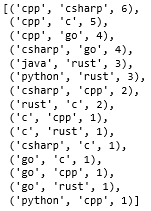 [('cpp', 'csharp', 6),
('cpp', 'c', 5),
('cpp', 'go', 4),
('csharp', 'go', 4),
('java', 'rust', 3),
('python', 'rust', 3),
('csharp', 'cpp', 2),
('rust', 'c', 2),
('c', 'cpp', 1),
('c', 'rust', 1),
('csharp', 'c', 1),
('go', 'c', 1),
('go', 'cpp', 1),
('go', 'rust', 1),
('python', 'cpp', 1)]